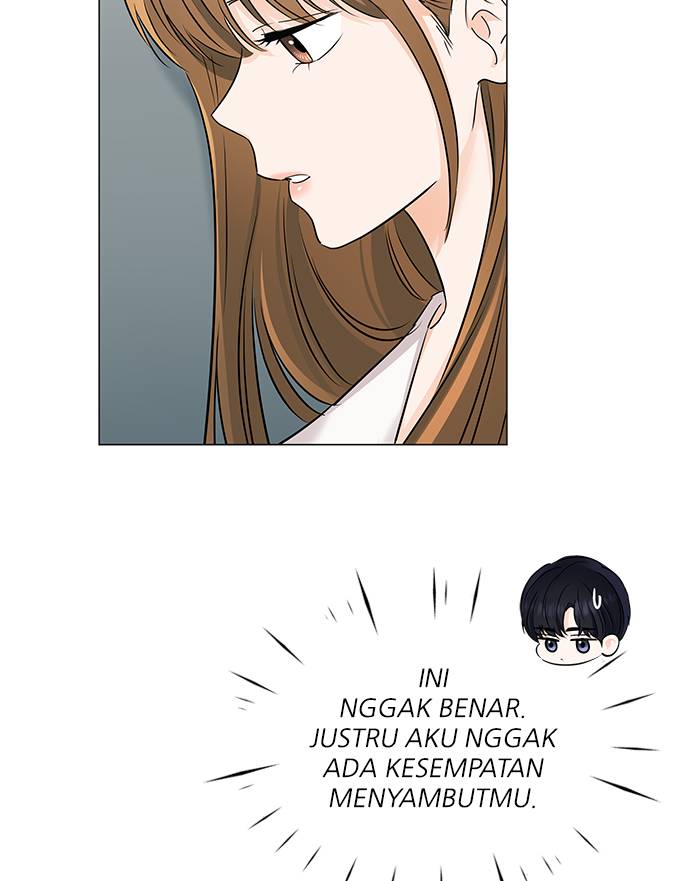 INI
NGGAK BENAR.
JUSTRU AKU NGGAK
ADA KESEMPATAN
MENYAMBUTMU.